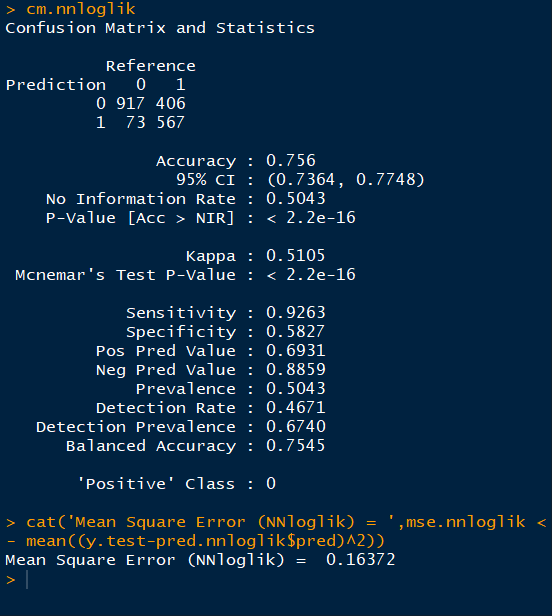 > cm.nnloglik
Confusion Matrix and Statistics
Reference
Prediction 0 1
0 917 406
1 73 567
Accuracy : 0.756
95% CI : (0.7364, 0.7748)
No Information Rate : 0.5043
P-Value [Acc > NIR] : < 2.2e-16
Kappa : 0.5105
Mcnemar's Test P-Value : < 2.2e-16
Sensitivity : 0.9263
Specificity : 0.5827
Pos Pred Value : 0.6931
Neg Pred Value : 0.8859
Prevalence : 0.5043
Detection Rate : 0.4671
Detection Prevalence : 0.6740
Balanced Accuracy : 0.7545
'Positive' Class : 0
> cat('Mean Square Error (NNloglik) = ',mse.nnloglik <
- mean((y.test-pred.nnloglik$pred)^2))
Mean Square Error (NNloglik) = 0.16372
>